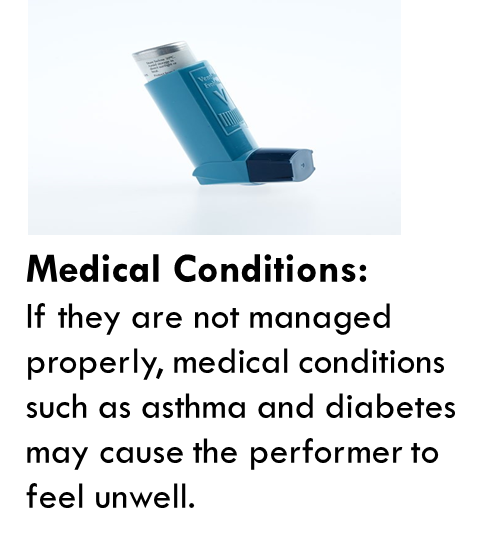 Medical Conditions:
If they are not managed
properly, medical conditions
such as asthma and diabetes
may cause the performer to
feel unwell.